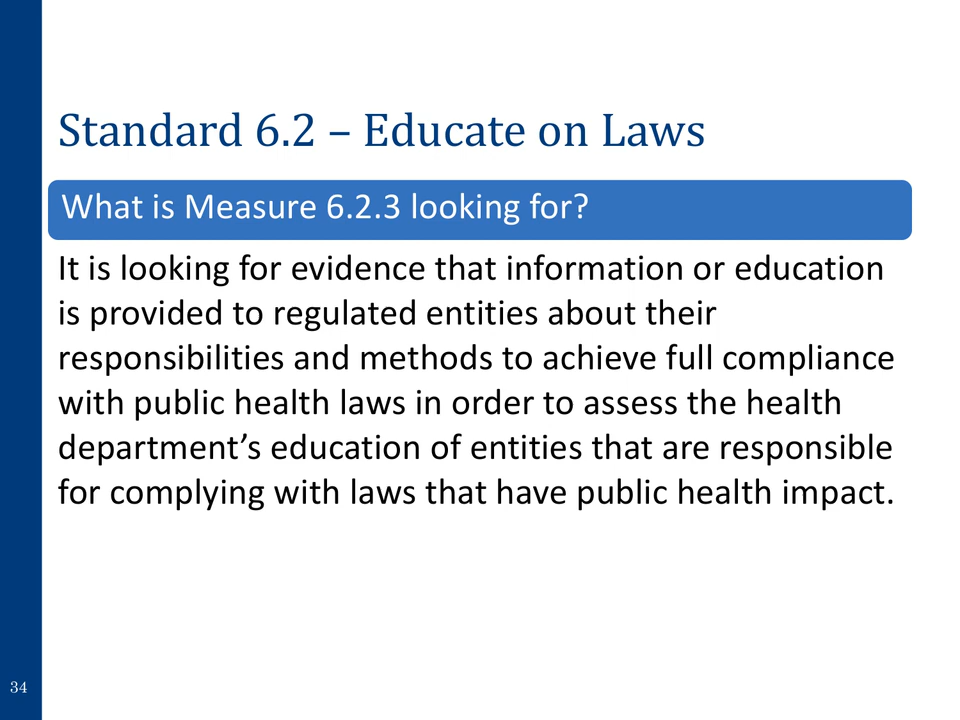 Standard 6.2 – Educate on Laws
What is Measure 6.2.3 looking for?
It is looking for evidence that information or education
is provided to regulated entities about their
responsibilities and methods to achieve full compliance
with public health laws in order to assess the health
department’s education of entities that are responsible
for complying with laws that have public health impact.
34